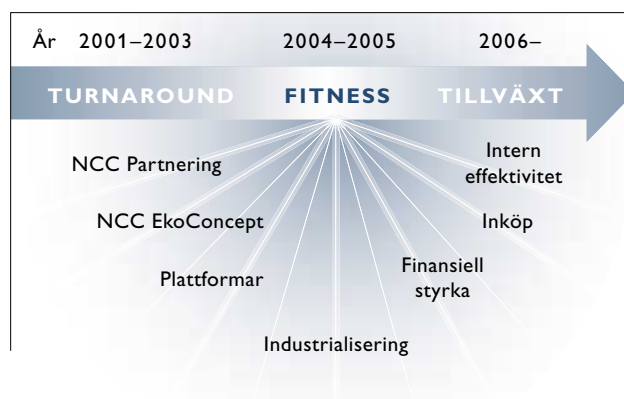 År 2001–2003 2004–2005 2006–
TURNAROUND FITNESS TILLVÄXT
NCC Partnering
Intern
effektivitet
NCC EkoConcept
Inköp
Plattformar
Finansiell
styrka
Industrialisering